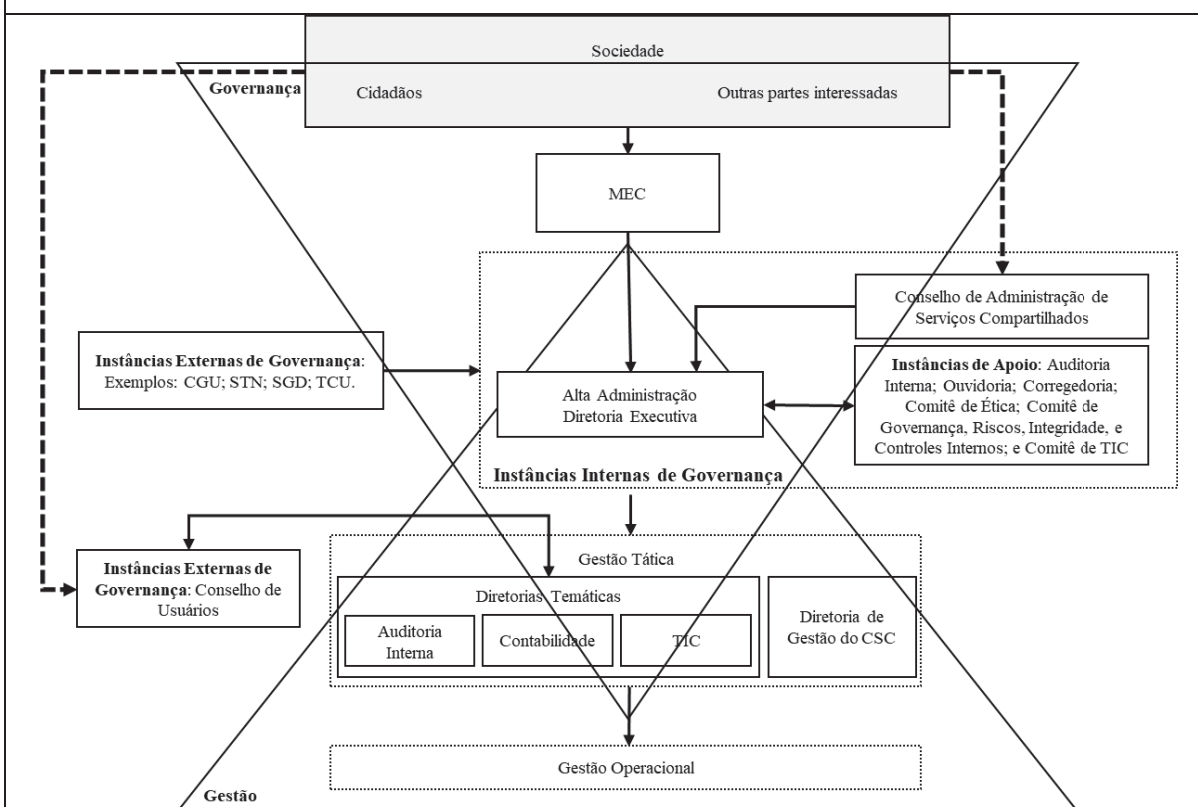 Sociedade
Governança
Cidadãos
Outras partes interessadas
MEC
Conselho de Administração de
Serviços Compartilhados
Instâncias Externas de Governança:
Exemplos: CGU; STN; SGD; TCU.
Alta Administração
Diretoria Executiva
Instâncias de Apoio: Auditoria
Interna; Ouvidoria; Corregedoria;
Comitê de Ética; Comitê de
Governança, Riscos, Integridade, e
Controles Internos; e Comitê de TIC
Instâncias Internas de Governança
Instâncias Externas de
Governança: Conselho de
Usuários
Gestão Tática
Diretorias Temáticas
Auditoria
Interna
Contabilidade
TIC
Diretoria de
Gestão do CSC
Gestão Operacional
Gestão